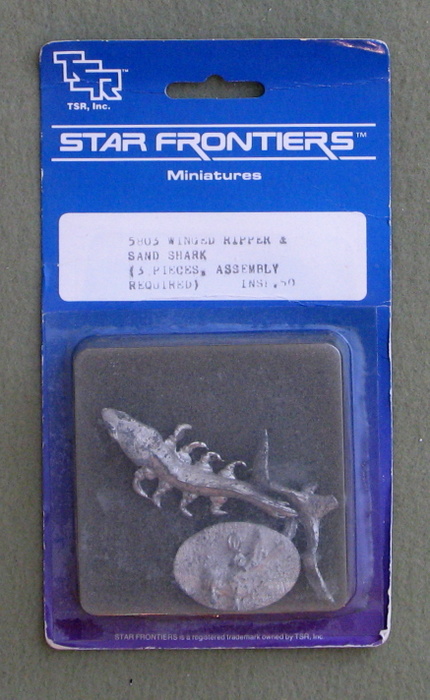 TSR™
TSR, Inc.
STAR FRONTIERS™
Miniatures
5803 WINGED RIPPER &
SAND SHARK
(3 PIECES, ASSEMBLY
REQUIRED)
STAR FRONTIERS is a registered trademark owned by TSR, Inc.